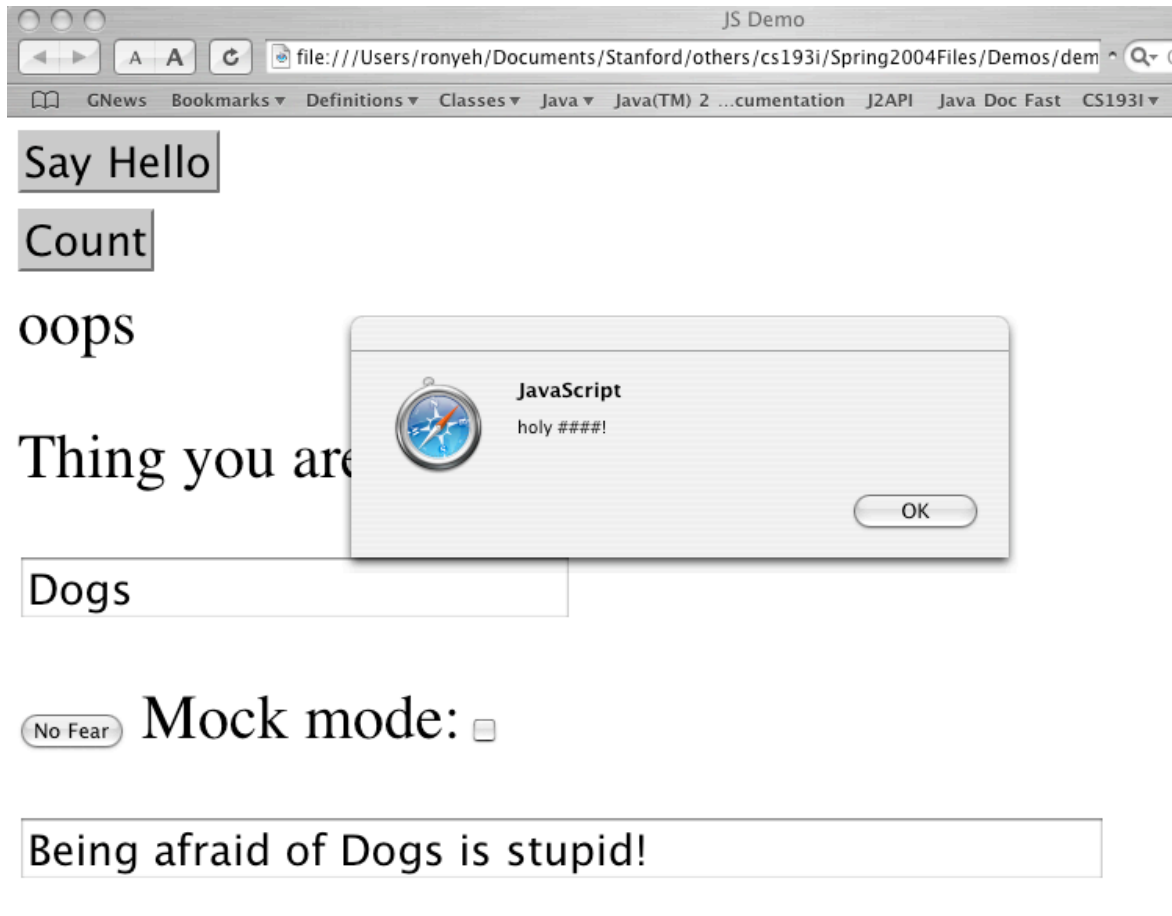 JS Demo
A A file:///Users/ronyeh/Documents/Stanford/others/cs193i/Spring2004Files/Demos/dem
GNews Bookmarks Definitions Classes Java Java(TM) 2 ...cumentation J2API Java Doc Fast CS193I
Say Hello
Count
oops
JavaScript
holy ####!
Thing you are
OK
Dogs
No Fear Mock mode:
Being afraid of Dogs is stupid!